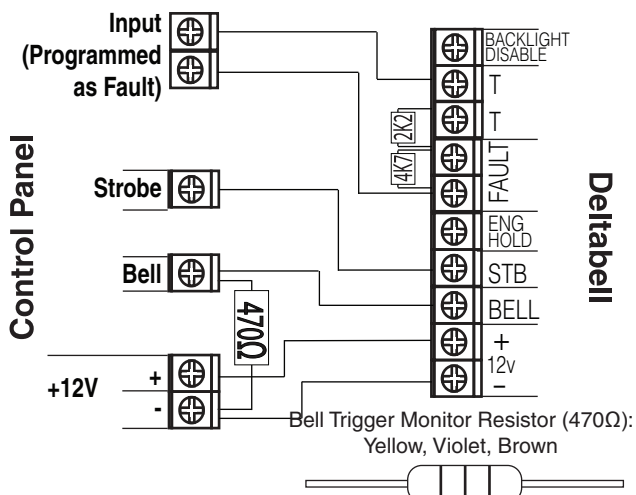 Control Panel
Input
(Programmed
as Fault)
Strobe
Bell
470Ω
+12V
+
-
2K2
4K7
BACKLIGHT
DISABLE
T
T
FAULT
ENG
HOLD
STB
BELL
+
12v
-
Deltabell
Bell Trigger Monitor Resistor (470Ω):
Yellow, Violet, Brown